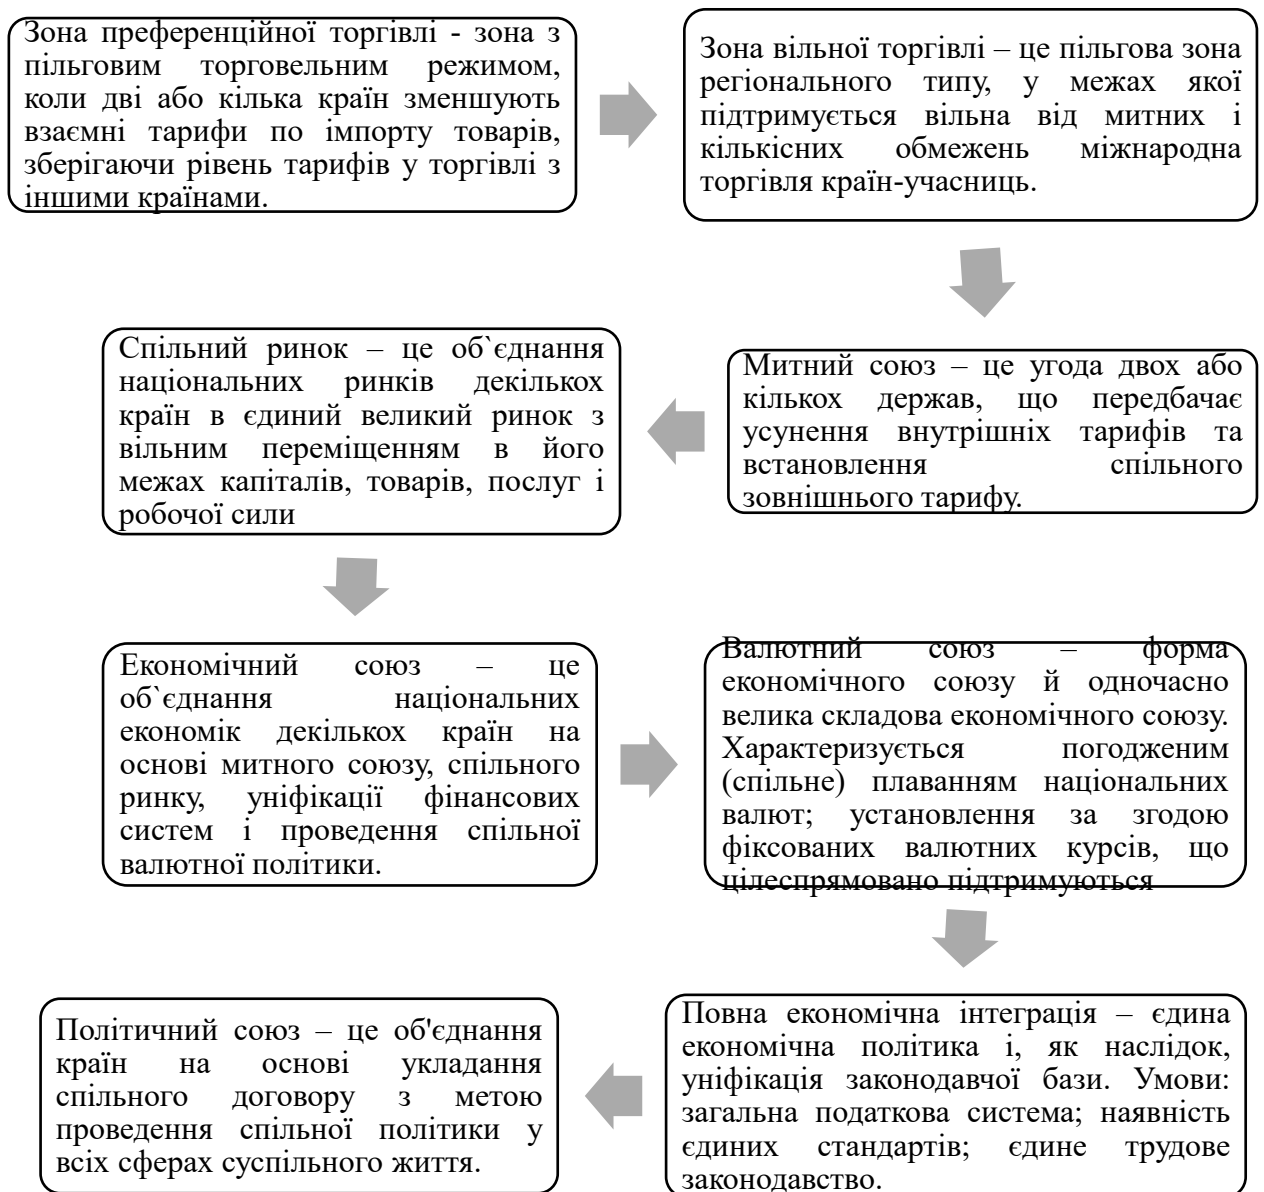 Зона преференційної торгівлі - зона з
пільговим торговельним режимом,
коли дві або кілька країн зменшують
взаємні тарифи по імпорту товарів,
зберігаючи рівень тарифів у торгівлі з
іншими країнами.
Зона вільної торгівлі – це пільгова зона
регіонального типу, у межах якої
підтримується вільна від митних і
кількісних обмежень міжнародна
торгівля країн-учасниць.
Митний союз – це угода двох або
кількох держав, що передбачає
усунення внутрішніх тарифів та
встановлення спільного
зовнішнього тарифу.
Спільний ринок – це об`єднання
національних ринків декількох
країн в єдиний великий ринок з
вільним переміщенням в його
межах капіталів, товарів, послуг і
робочої сили
Економічний союз – це
об`єднання національних
економік декількох країн на
основі митного союзу, спільного
ринку, уніфікації фінансових
систем і проведення спільної
валютної політики.
Валютний союз – форма
економічного союзу й одночасно
велика складова економічного союзу.
Характеризується погодженим
(спільне) плаванням національних
валют; установлення за згодою
фіксованих валютних курсів, що
цілеспрямовано підтримуються
Повна економічна інтеграція – єдина
економічна політика і, як наслідок,
уніфікація законодавчої бази. Умови:
загальна податкова система; наявність
єдиних стандартів; єдине трудове
законодавство.
Політичний союз – це об'єднання
країн на основі укладання
спільного договору з метою
проведення спільної політики у
всіх сферах суспільного життя.